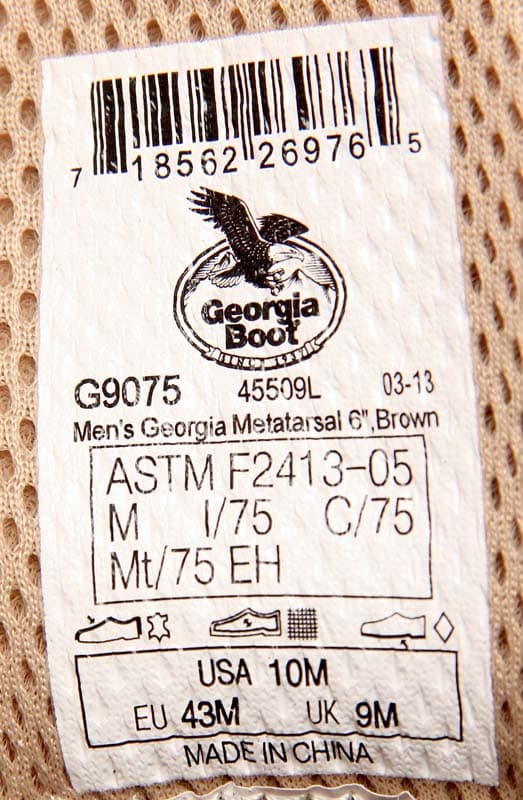 7 18562 26976 5
Georgia
Boot
G9075 45509L 03-13
Men's Georgia Metatarsal 6",Brown
ASTM F2413-05
M I/75 C/75
Mt/75 EH
USA 10M
EU 43M UK 9M
MADE IN CHINA